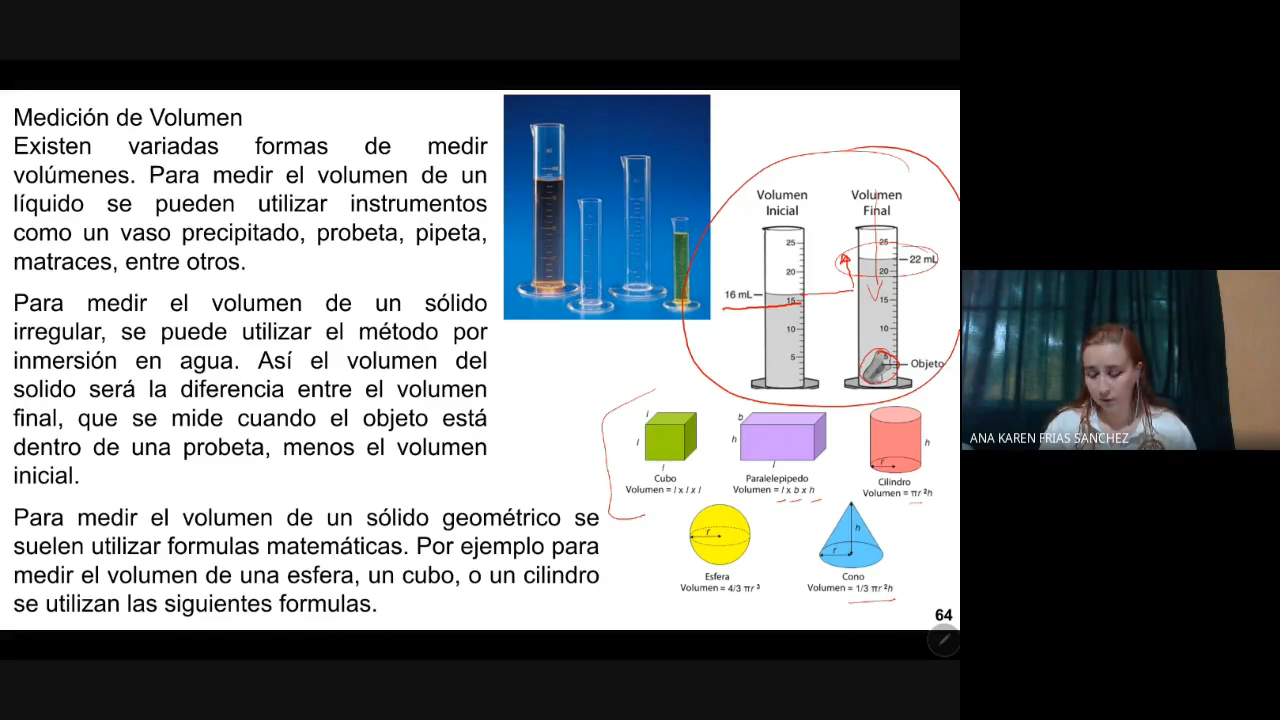 Medición de Volumen
Existen variadas formas de medir
volúmenes. Para medir el volumen de un
líquido se pueden utilizar instrumentos
como un vaso precipitado, probeta, pipeta,
matraces, entre otros.
Para medir el volumen de un sólido
irregular, se puede utilizar el método por
inmersión en agua. Así el volumen del
solido será la diferencia entre el volumen
final, que se mide cuando el objeto está
dentro de una probeta, menos el volumen
inicial.
Para medir el volumen de un sólido geométrico se
suelen utilizar formulas matemáticas. Por ejemplo para
medir el volumen de una esfera, un cubo, o un cilindro
se utilizan las siguientes formulas.
Volumen
Inicial
25
20
16 mL
15
10
5
Volumen
Final
25
22 mL
20
15
10
5
Objeto
l
l
l
Cubo
Volumen = l x l x l
b
h
l
Paralelepipedo
Volumen = l x b x h
h
r
Cilindro
Volumen = πr²h
r
Esfera
Volumen = 4/3 πr³
h
r
Cono
Volumen = 1/3 πr²h
64
ANA KAREN FRIAS SANCHEZ